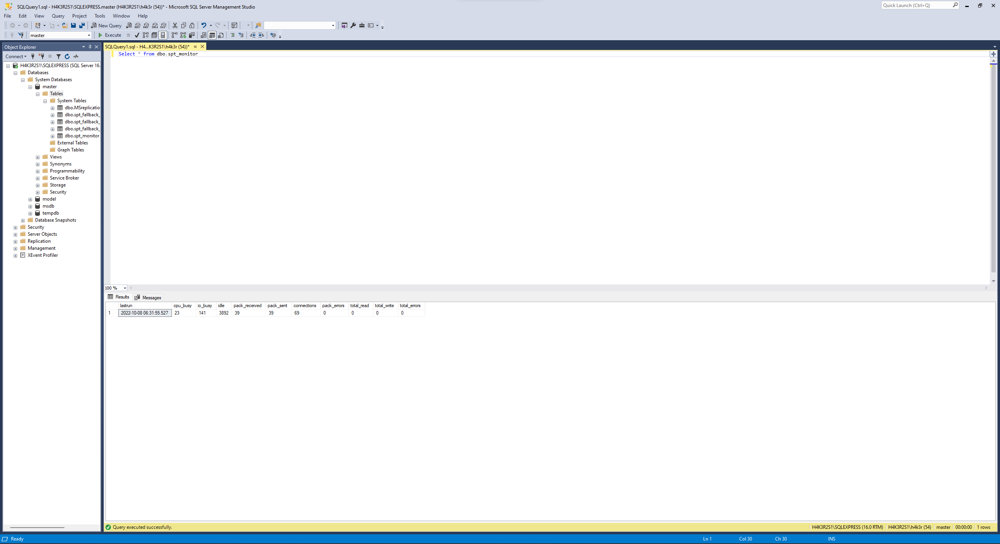 SQLQuery1.sql - H4K3R2S1\SQLEXPRESS.master (H4K3R2S1\h4k3r (54))* - Microsoft SQL Server Management Studio
Quick Launch (Ctrl+Q)
File Edit View Query Project Tools Window Help
New Query MDX DMX XMLA DAX
master Execute
Object Explorer
Connect
H4K3R2S1\SQLEXPRESS (SQL Server 16.
Databases
System Databases
master
Tables
System Tables
dbo.MSreplicatio
dbo.spt_fallback_
dbo.spt_fallback_
dbo.spt_fallback_
dbo.spt_monitor
External Tables
Graph Tables
Views
Synonyms
Programmability
Service Broker
Storage
Security
model
msdb
tempdb
Database Snapshots
Security
Server Objects
Replication
Management
XEvent Profiler
SQLQuery1.sql - H4...K3R2S1\h4k3r (54))*
Select * from dbo.spt_monitor
100 %
Results Messages
lastrun cpu_busy io_busy idle pack_received pack_sent connections pack_errors total_read total_write total_errors
1 2022-10-08 06:31:55.527 23 141 3892 39 39 69 0 0 0 0
Query executed successfully. H4K3R2S1\SQLEXPRESS (16.0 RTM) H4K3R2S1\h4k3r (54) master 00:00:00 1 rows
Ready Ln 1 Col 30 Ch 30 INS